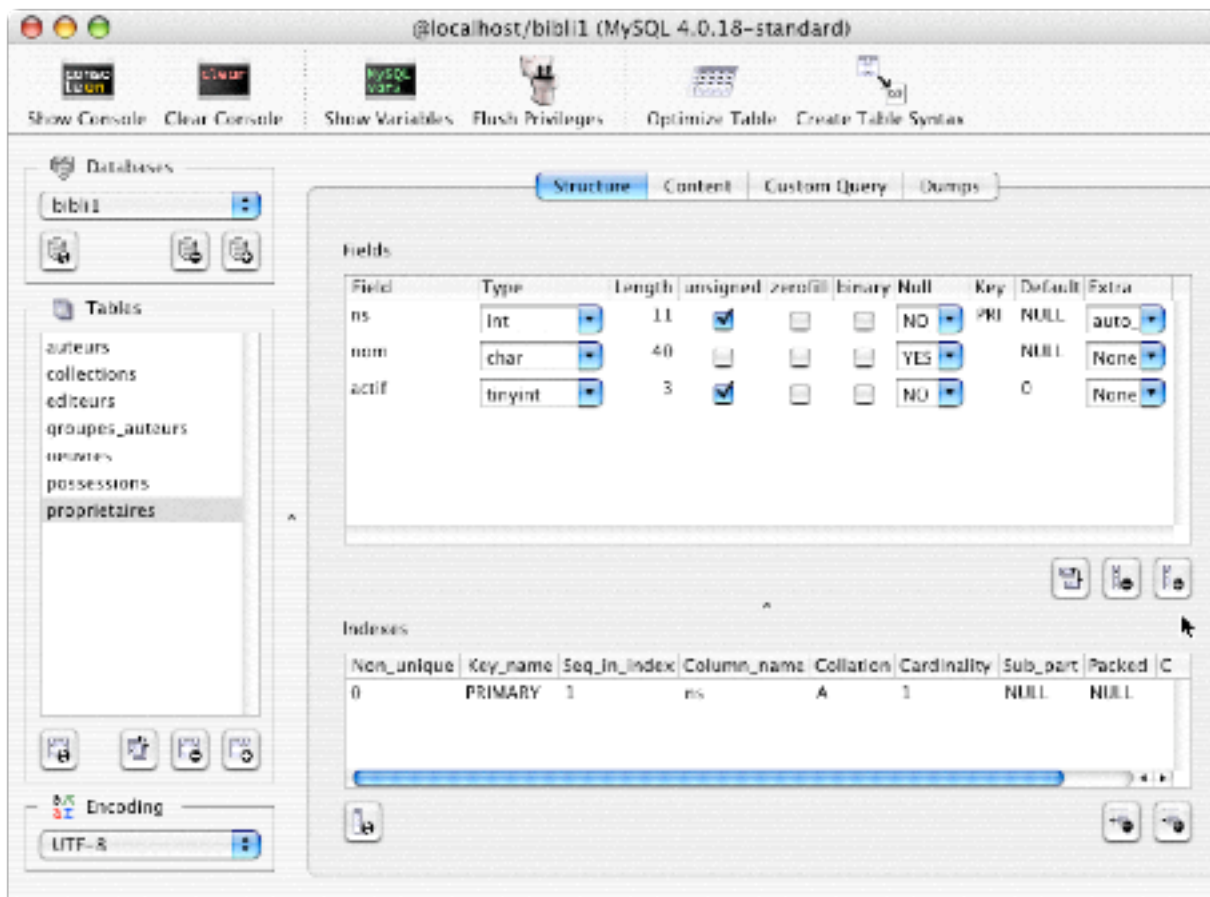 @localhost/bibli1 (MySQL 4.0.18-standard)
clear
MySQL vars
Show Console Clear Console Show Variables Flush Privileges Optimize Table Create Table Syntax
Databases
bibli1
Structure Content Custom Query Dumps
Fields
Field Type Length unsigned zerofill binary Null Key Default Extra
ns int 11 NO PRI NULL auto_
nom char 40 YES NULL None
actif tinyint 3 NO 0 None
Tables
auteurs
collections
editeurs
groupes_auteurs
oeuvres
possessions
proprietaires
Indexes
Non_unique Key_name Seq_in_index Column_name Collation Cardinality Sub_part Packed C
0 PRIMARY 1 ns A 1 NULL NULL
Encoding
UTF-8